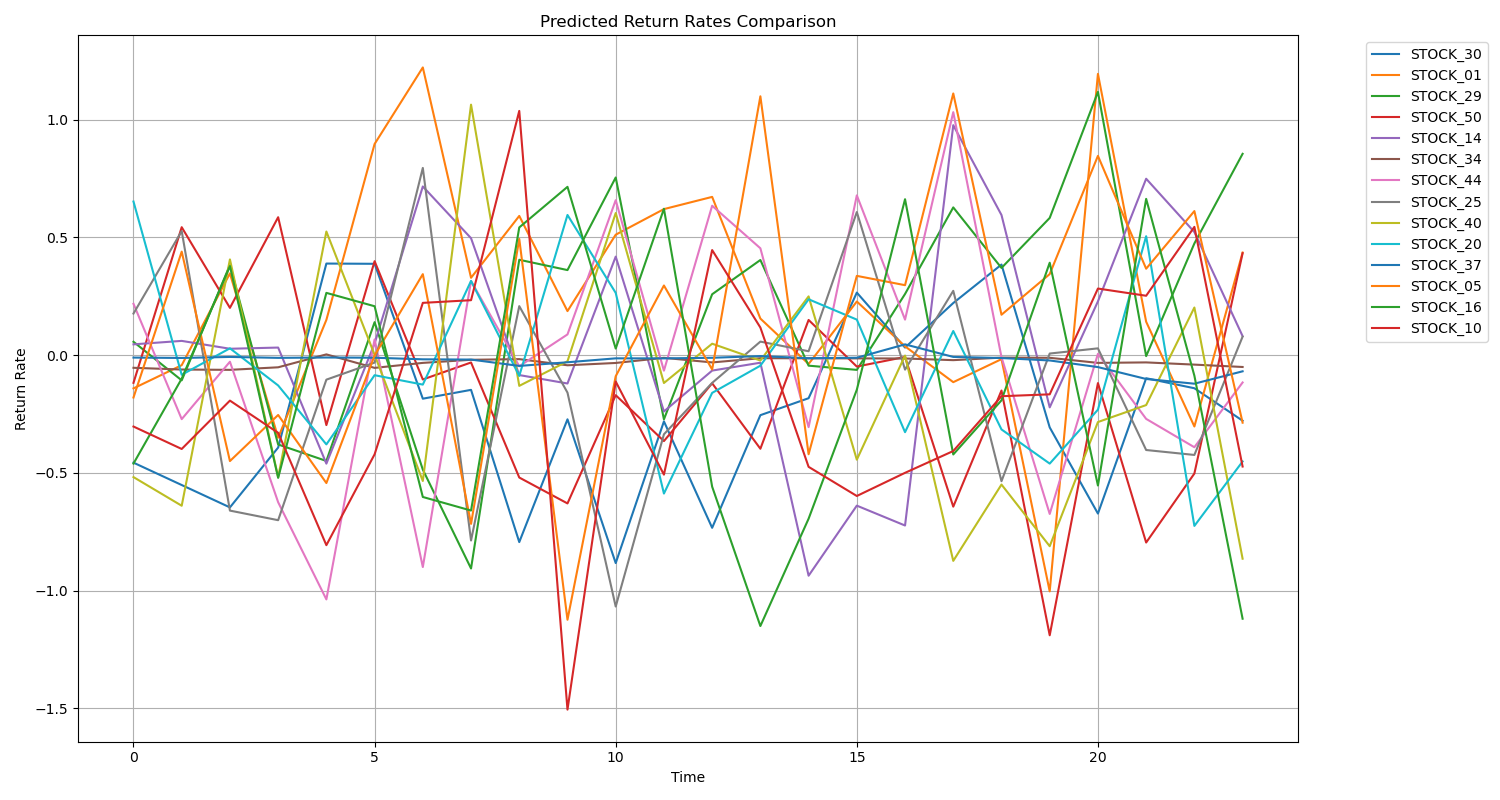 Predicted Return Rates Comparison
STOCK_30
STOCK_01
STOCK_29
STOCK_50
STOCK_14
STOCK_34
STOCK_44
STOCK_25
STOCK_40
STOCK_20
STOCK_37
STOCK_05
STOCK_16
STOCK_10
Return Rate
1.0
0.5
0.0
−0.5
−1.0
−1.5
0
5
10
15
20
Time